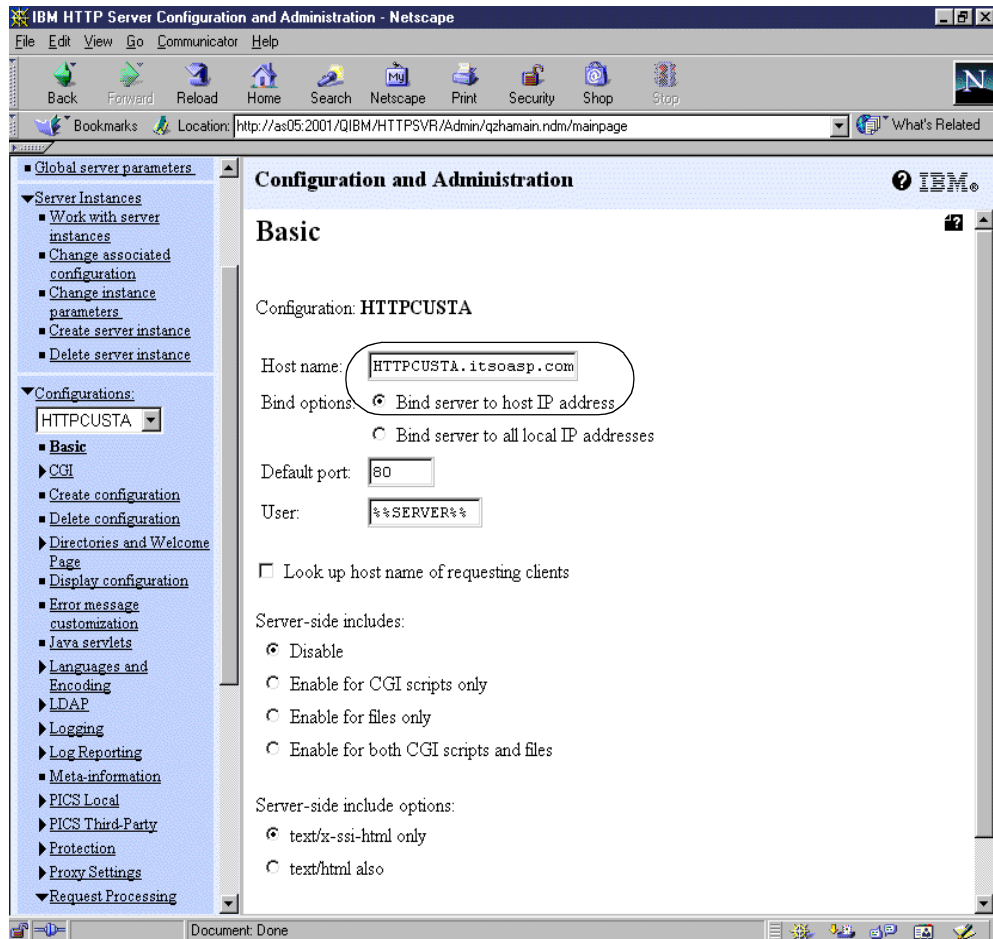 IBM HTTP Server Configuration and Administration - Netscape
File Edit View Go Communicator Help
My
N
Back Forward Reload Home Search Netscape Print Security Shop Stop
Bookmarks Location: http://as05:2001/QIBM/HTTPSVR/Admin/qzhamain.ndm/mainpage What's Related
Global server parameters
Server Instances
Work with server
instances
Change associated
configuration
Change instance
parameters
Create server instance
Delete server instance
Configurations:
HTTPCUSTA
Basic
CGI
Create configuration
Delete configuration
Directories and Welcome
Page
Display configuration
Error message
customization
Java servlets
Languages and
Encoding
LDAP
Logging
Log Reporting
Meta-information
PICS Local
PICS Third-Party
Protection
Proxy Settings
Request Processing
Configuration and Administration
? IBM®
Basic
?
Configuration: HTTPCUSTA
Host name: HTTPCUSTA.itsoasp.com
Bind options: Bind server to host IP address
Bind server to all local IP addresses
Default port: 80
User: %%SERVER%%
Look up host name of requesting clients
Server-side includes:
Disable
Enable for CGI scripts only
Enable for files only
Enable for both CGI scripts and files
Server-side include options:
text/x-ssi-html only
text/html also
Document: Done